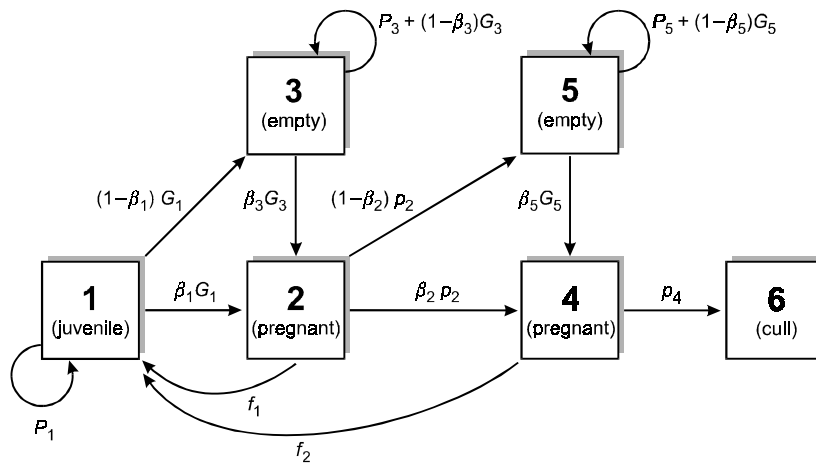 P₃ + (1−β₃)G₃
P₅ + (1−β₅)G₅
3
(empty)
5
(empty)
(1−β₁) G₁
β₃G₃
(1−β₂) p₂
β₅G₅
1
(juvenile)
β₁G₁
2
(pregnant)
β₂ p₂
4
(pregnant)
p₄
6
(cull)
P₁
f₁
f₂